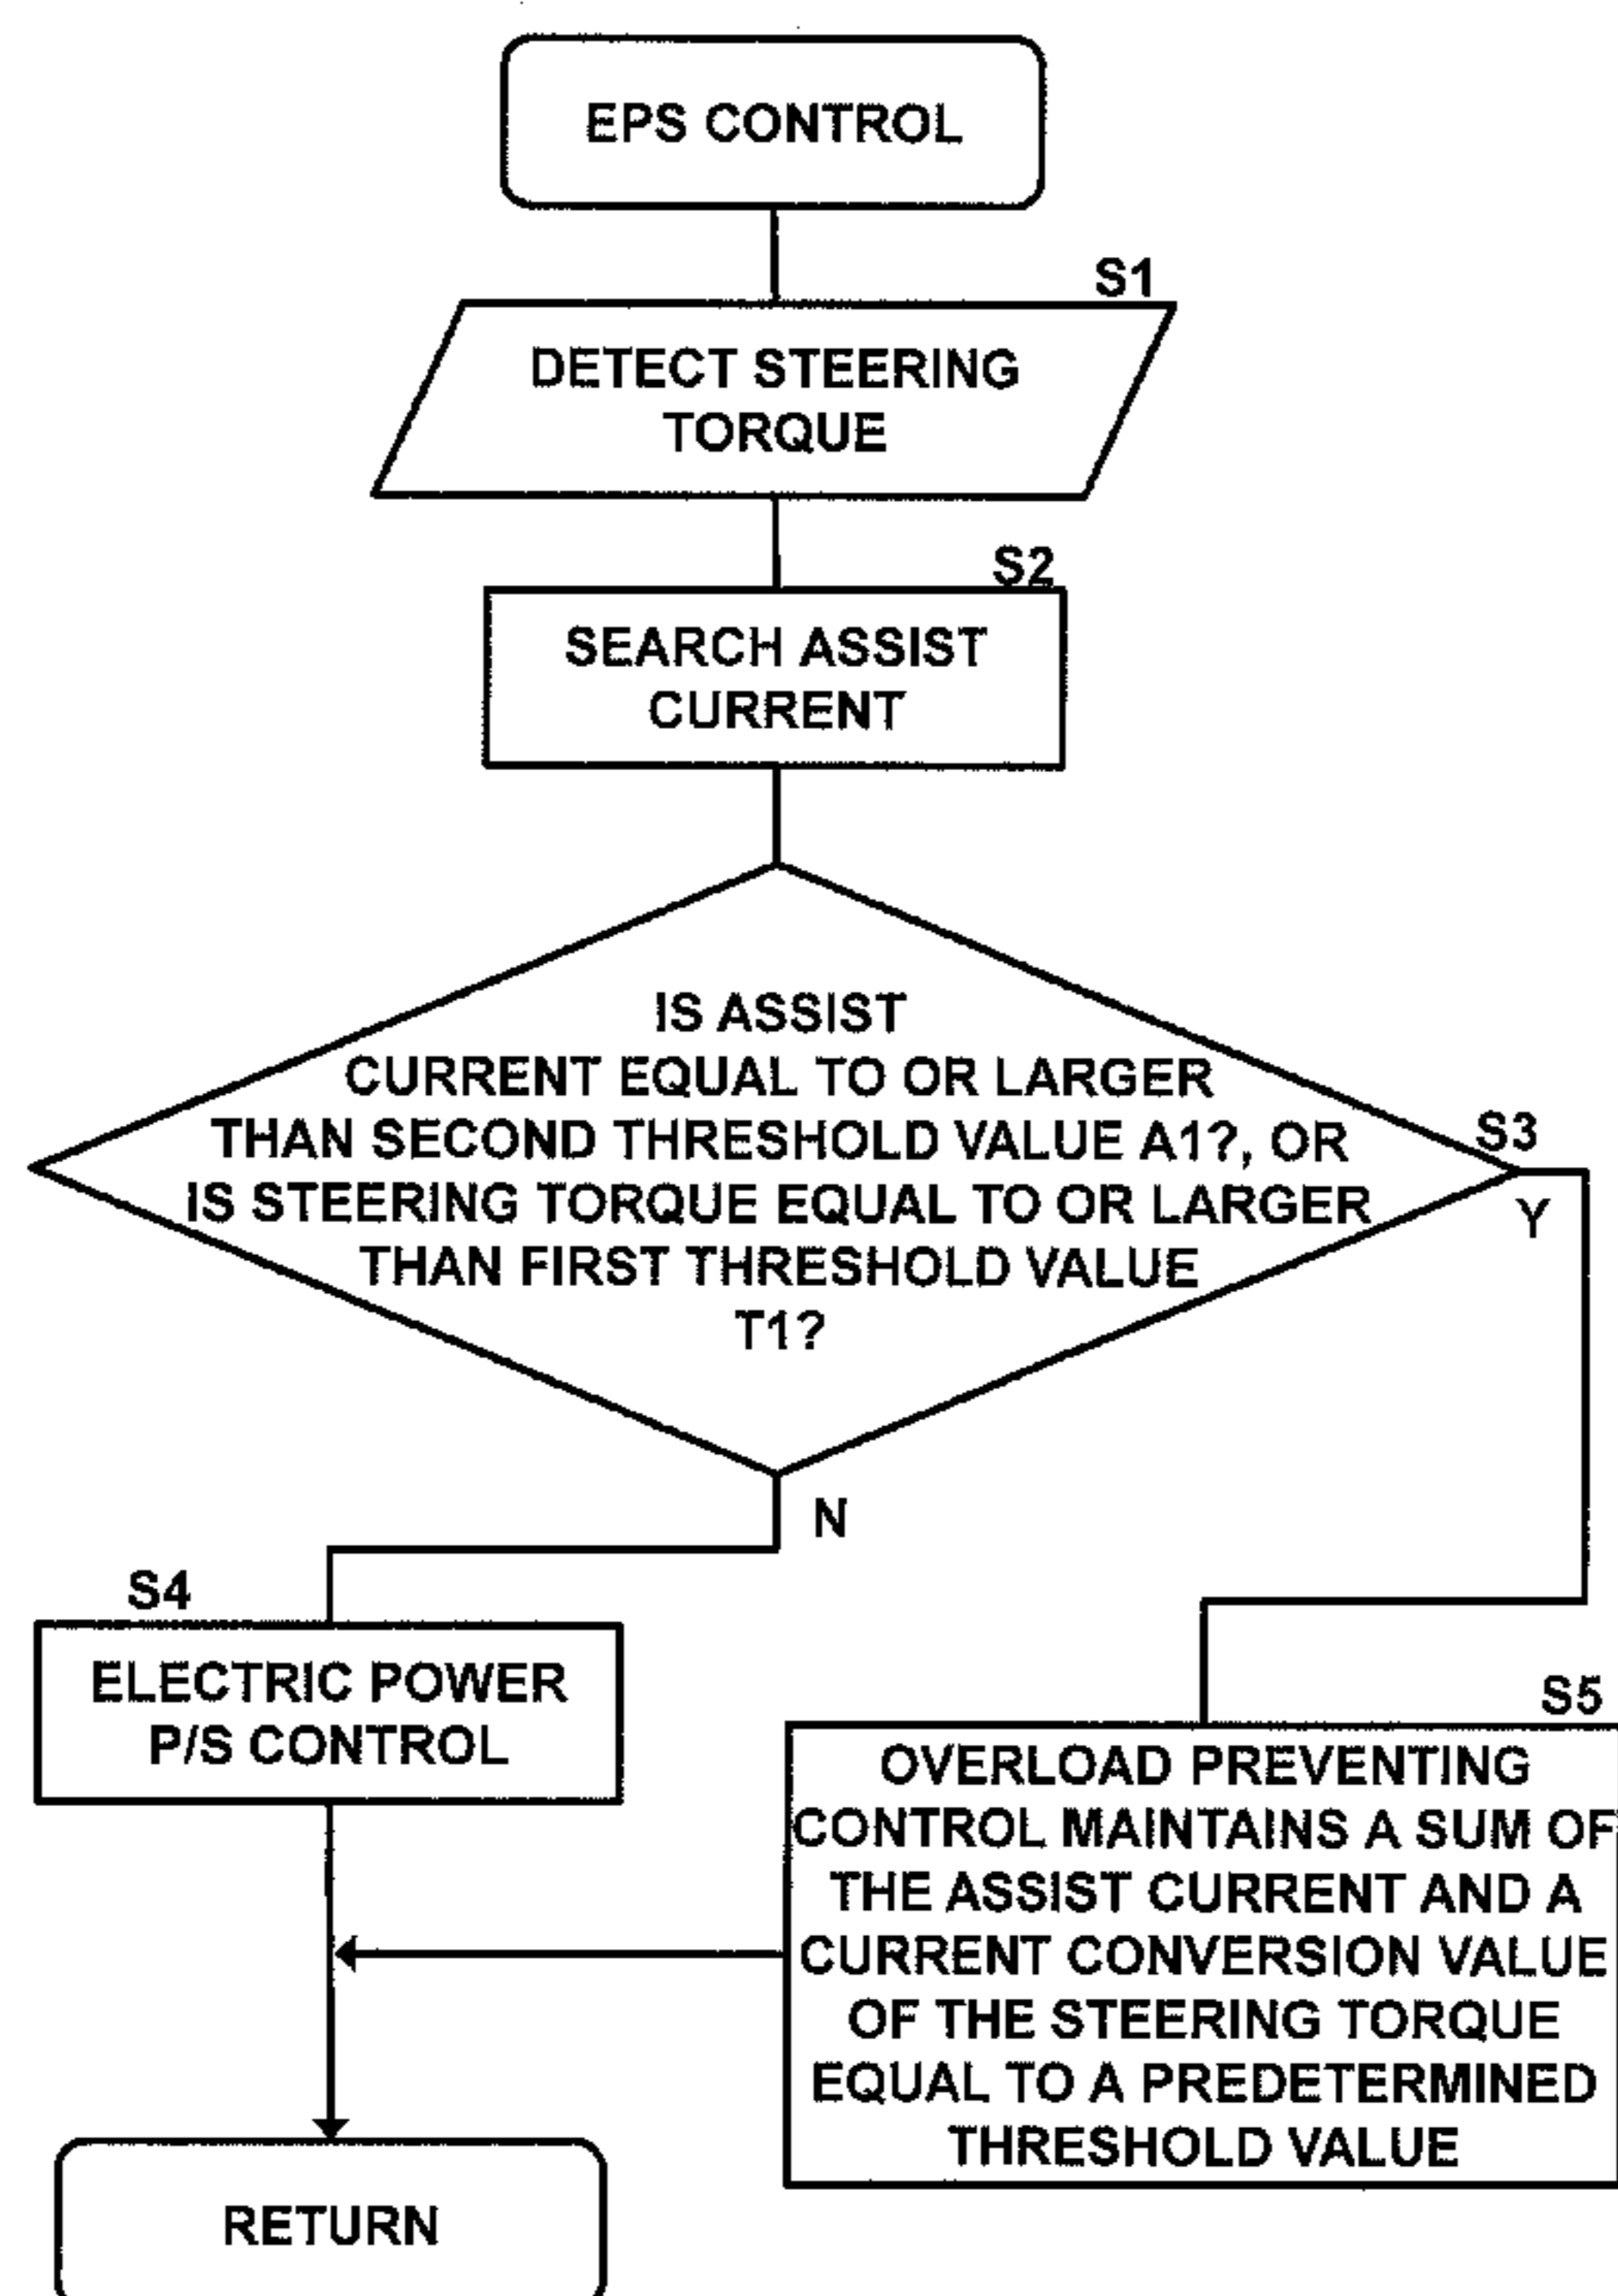 EPS CONTROL
S1
DETECT STEERING
TORQUE
S2
SEARCH ASSIST
CURRENT
IS ASSIST
CURRENT EQUAL TO OR LARGER
THAN SECOND THRESHOLD VALUE A1?, OR
IS STEERING TORQUE EQUAL TO OR LARGER
THAN FIRST THRESHOLD VALUE
T1?
S3
Y
N
S4
ELECTRIC POWER
P/S CONTROL
S5
OVERLOAD PREVENTING
CONTROL MAINTAINS A SUM OF
THE ASSIST CURRENT AND A
CURRENT CONVERSION VALUE
OF THE STEERING TORQUE
EQUAL TO A PREDETERMINED
THRESHOLD VALUE
RETURN